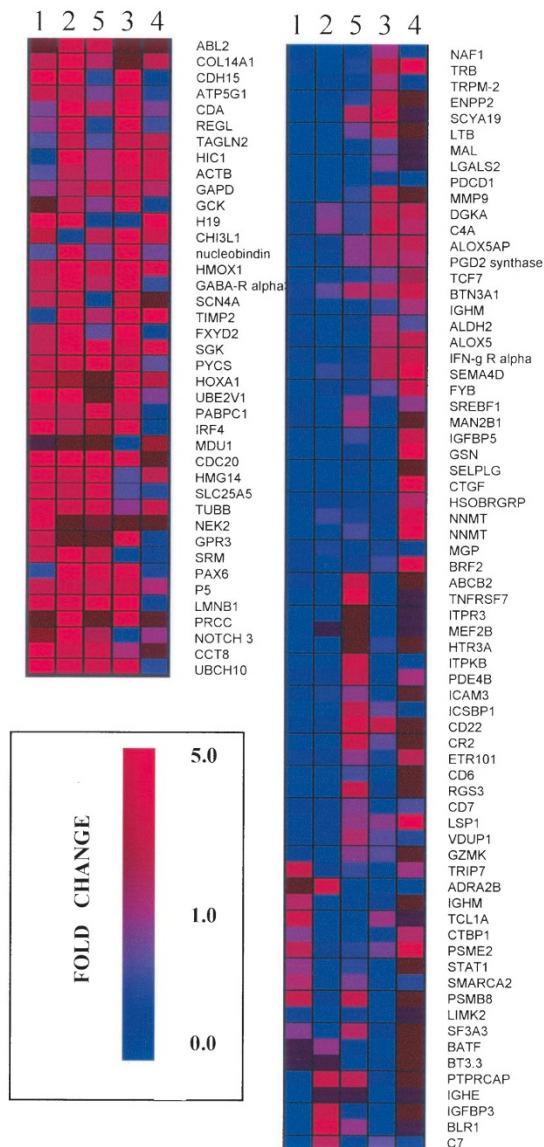 1 2 5 3 4
ABL2
COL14A1
CDH15
ATP5G1
CDA
REGL
TAGLN2
HIC1
ACTB
GAPD
GCK
H19
CHI3L1
nucleobindin
HMOX1
GABA-R alpha
SCN4A
TIMP2
FXYD2
SGK
PYCS
HOXA1
UBE2V1
PABPC1
IRF4
MDU1
CDC20
HMG14
SLC25A5
TUBB
NEK2
GPR3
SRM
PAX6
P5
LMNB1
PRCC
NOTCH 3
CCT8
UBCH10
FOLD CHANGE
5.0
1.0
0.0
1 2 5 3 4
NAF1
TRB
TRPM-2
ENPP2
SCYA19
LTB
MAL
LGALS2
PDCD1
MMP9
DGKA
C4A
ALOX5AP
PGD2 synthase
TCF7
BTN3A1
IGHM
ALDH2
ALOX5
IFN-g R alpha
SEMA4D
FYB
SREBF1
MAN2B1
IGFBP5
GSN
SELPLG
CTGF
HSOBRGRP
NNMT
NNMT
MGP
BRF2
ABCB2
TNFRSF7
ITPR3
MEF2B
HTR3A
ITPKB
PDE4B
ICAM3
ICSBP1
CD22
CR2
ETR101
CD6
RGS3
CD7
LSP1
VDUP1
GZMK
TRIP7
ADRA2B
IGHM
TCL1A
CTBP1
PSME2
STAT1
SMARCA2
PSMB8
LIMK2
SF3A3
BATF
BT3.3
PTPRCAP
IGHE
IGFBP3
BLR1
C7